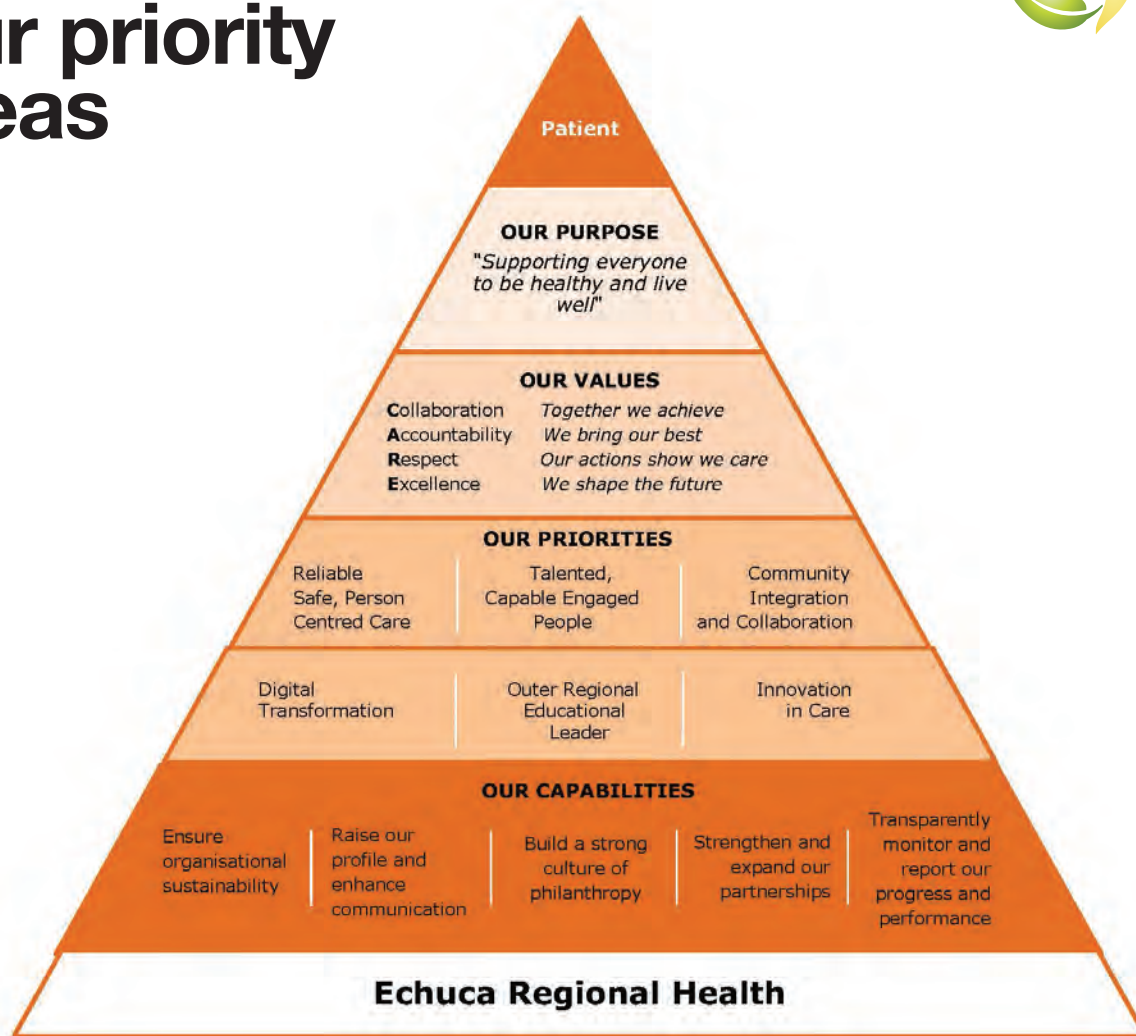 ur priority
eas
Patient
OUR PURPOSE
"Supporting everyone
to be healthy and live
well"
OUR VALUES
Collaboration Together we achieve
Accountability We bring our best
Respect Our actions show we care
Excellence We shape the future
OUR PRIORITIES
Reliable
Safe, Person
Centred Care
Talented,
Capable Engaged
People
Community
Integration
and Collaboration
Digital
Transformation
Outer Regional
Educational
Leader
Innovation
in Care
OUR CAPABILITIES
Ensure
organisational
sustainability
Raise our
profile and
enhance
communication
Build a strong
culture of
philanthropy
Strengthen and
expand our
partnerships
Transparently
monitor and
report our
progress and
performance
Echuca Regional Health